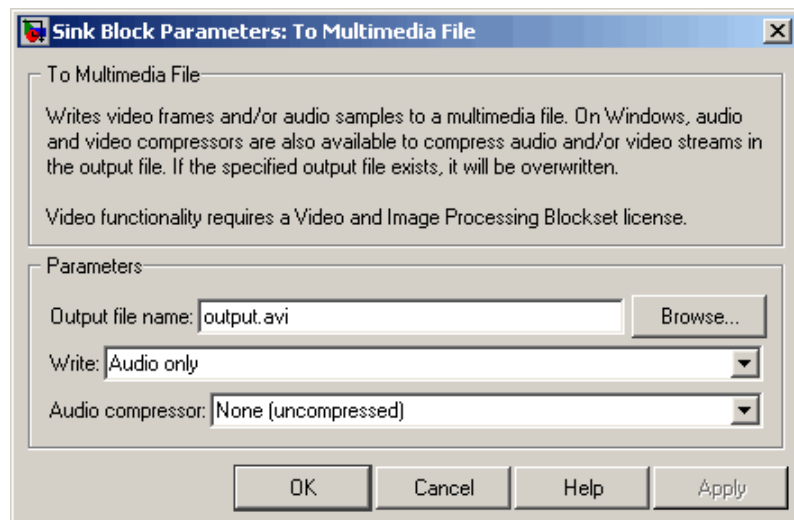 Sink Block Parameters: To Multimedia File
To Multimedia File
Writes video frames and/or audio samples to a multimedia file. On Windows, audio
and video compressors are also available to compress audio and/or video streams in
the output file. If the specified output file exists, it will be overwritten.
Video functionality requires a Video and Image Processing Blockset license.
Parameters
Output file name: output.avi Browse...
Write: Audio only
Audio compressor: None (uncompressed)
OK Cancel Help Apply